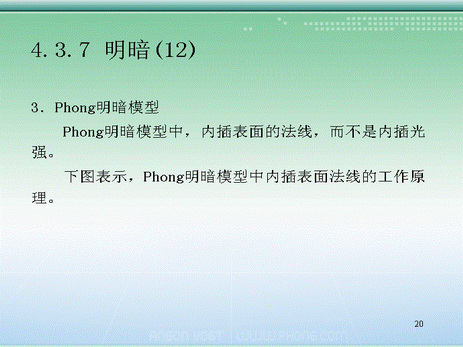 4.3.7 明暗(12)
3．Phong明暗模型
Phong明暗模型中，内插表面的法线，而不是内插光
强。
下图表示，Phong明暗模型中内插表面法线的工作原
理。
20